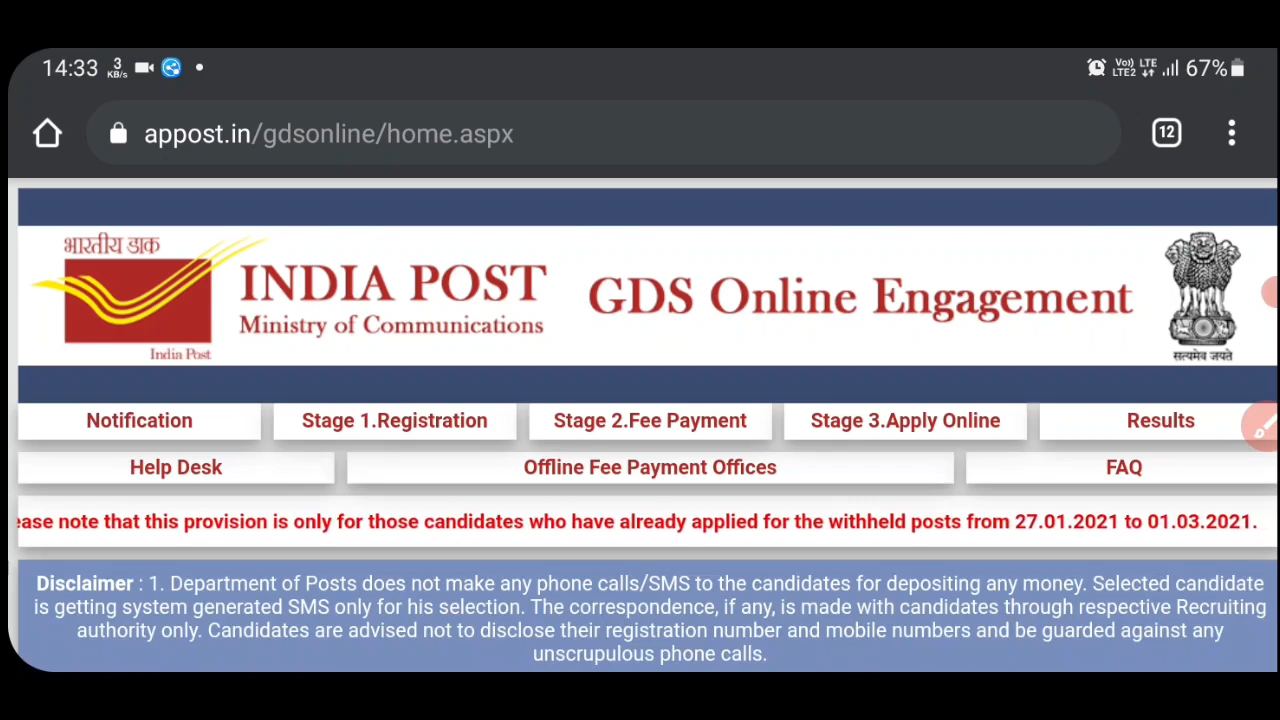 14:33 3 KB/s Vo)) LTE2 LTE 67%
appost.in/gdsonline/home.aspx 12
भारतीय डाक
INDIA POST
Ministry of Communications
India Post
GDS Online Engagement
सत्यमेव जयते
Notification Stage 1.Registration Stage 2.Fee Payment Stage 3.Apply Online Results
Help Desk Offline Fee Payment Offices FAQ
ease note that this provision is only for those candidates who have already applied for the withheld posts from 27.01.2021 to 01.03.2021.
Disclaimer : 1. Department of Posts does not make any phone calls/SMS to the candidates for depositing any money. Selected candidate
is getting system generated SMS only for his selection. The correspondence, if any, is made with candidates through respective Recruiting
authority only. Candidates are advised not to disclose their registration number and mobile numbers and be guarded against any
unscrupulous phone calls.